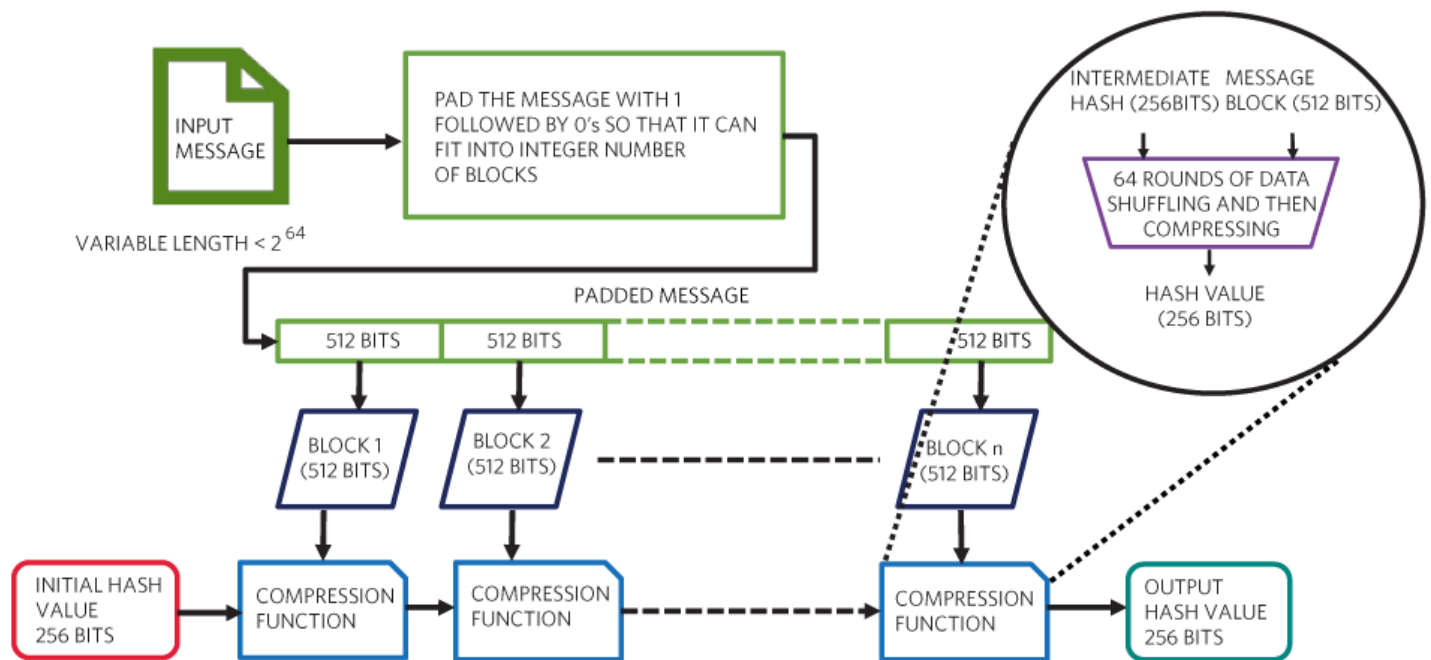 INPUT
MESSAGE
PAD THE MESSAGE WITH 1
FOLLOWED BY 0's SO THAT IT CAN
FIT INTO INTEGER NUMBER
OF BLOCKS
VARIABLE LENGTH < 2^64
INTERMEDIATE
HASH (256BITS)
MESSAGE
BLOCK (512 BITS)
64 ROUNDS OF DATA
SHUFFLING AND THEN
COMPRESSING
HASH VALUE
(256 BITS)
PADDED MESSAGE
512 BITS
512 BITS
512 BITS
BLOCK 1
(512 BITS)
BLOCK 2
(512 BITS)
BLOCK n
(512 BITS)
INITIAL HASH
VALUE
256 BITS
COMPRESSION
FUNCTION
COMPRESSION
FUNCTION
COMPRESSION
FUNCTION
OUTPUT
HASH VALUE
256 BITS